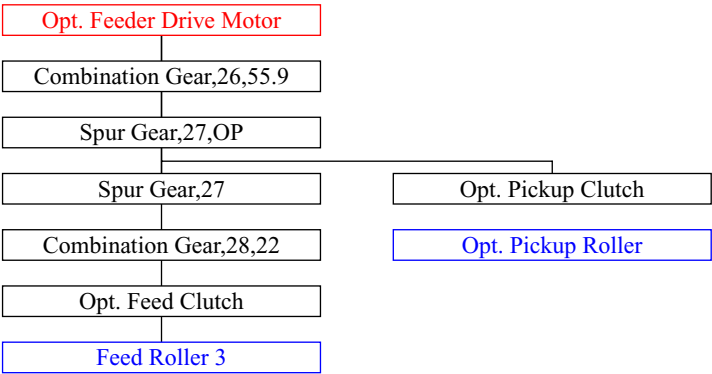 Opt. Feeder Drive Motor
Combination Gear,26,55.9
Spur Gear,27,OP
Spur Gear,27
Opt. Pickup Clutch
Combination Gear,28,22
Opt. Pickup Roller
Opt. Feed Clutch
Feed Roller 3